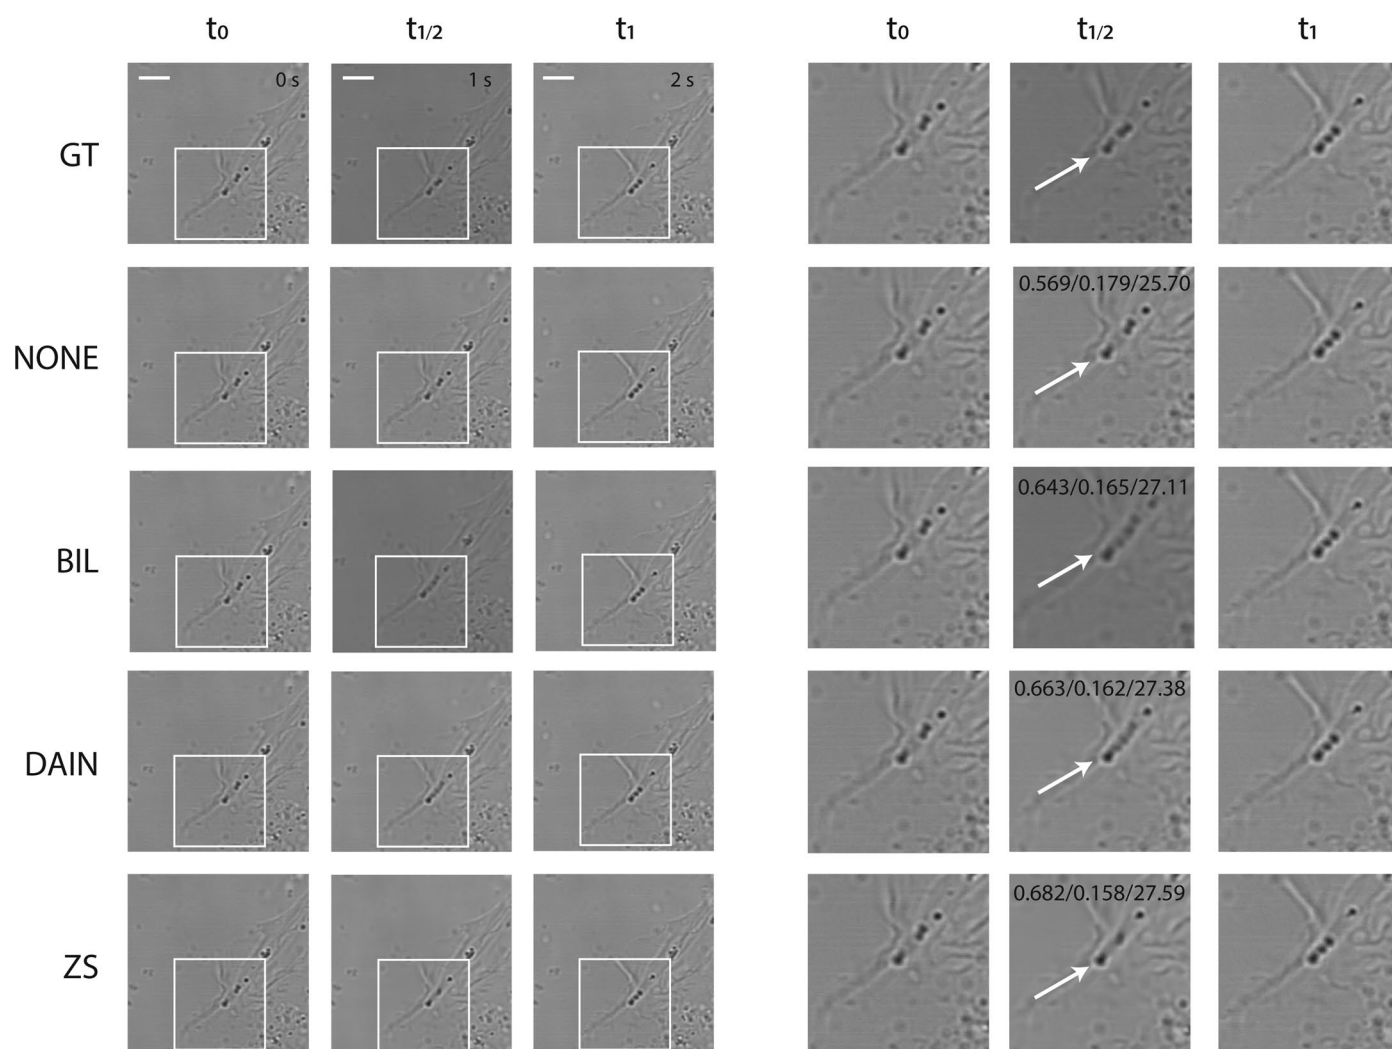 t0 t1/2 t1 t0 t1/2 t1
0 s 1 s 2 s
GT
0.569/0.179/25.70
NONE
0.643/0.165/27.11
BIL
0.663/0.162/27.38
DAIN
0.682/0.158/27.59
ZS